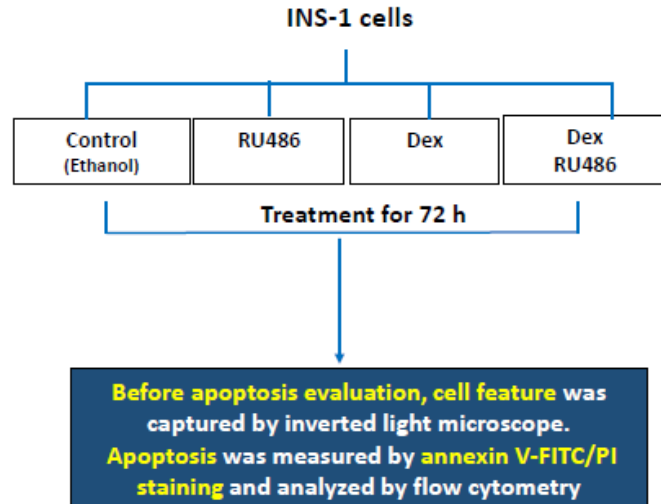 INS-1 cells
Control
(Ethanol)
RU486
Dex
Dex
RU486
Treatment for 72 h
Before apoptosis evaluation, cell feature was
captured by inverted light microscope.
Apoptosis was measured by annexin V-FITC/PI
staining and analyzed by flow cytometry